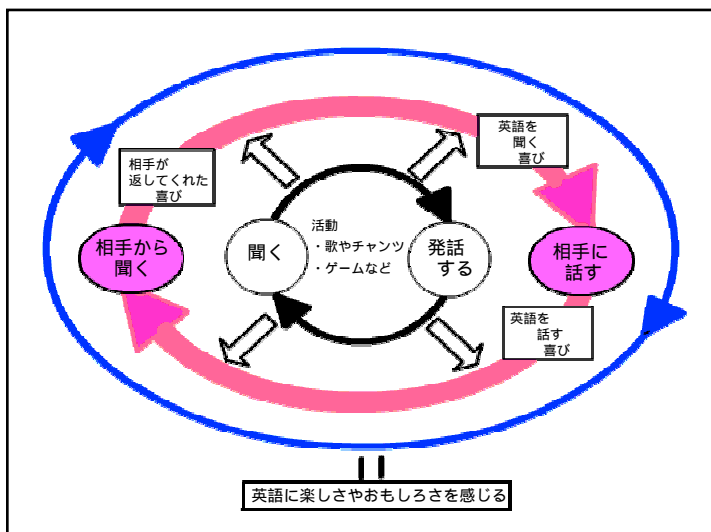 英語を
聞く
喜び
相手が
返してくれた
喜び
相手から
聞く
聞く
活動
・歌やチャンツ
・ゲームなど
発話
する
相手に
話す
英語を
話す
喜び
英語に楽しさやおもしろさを感じる